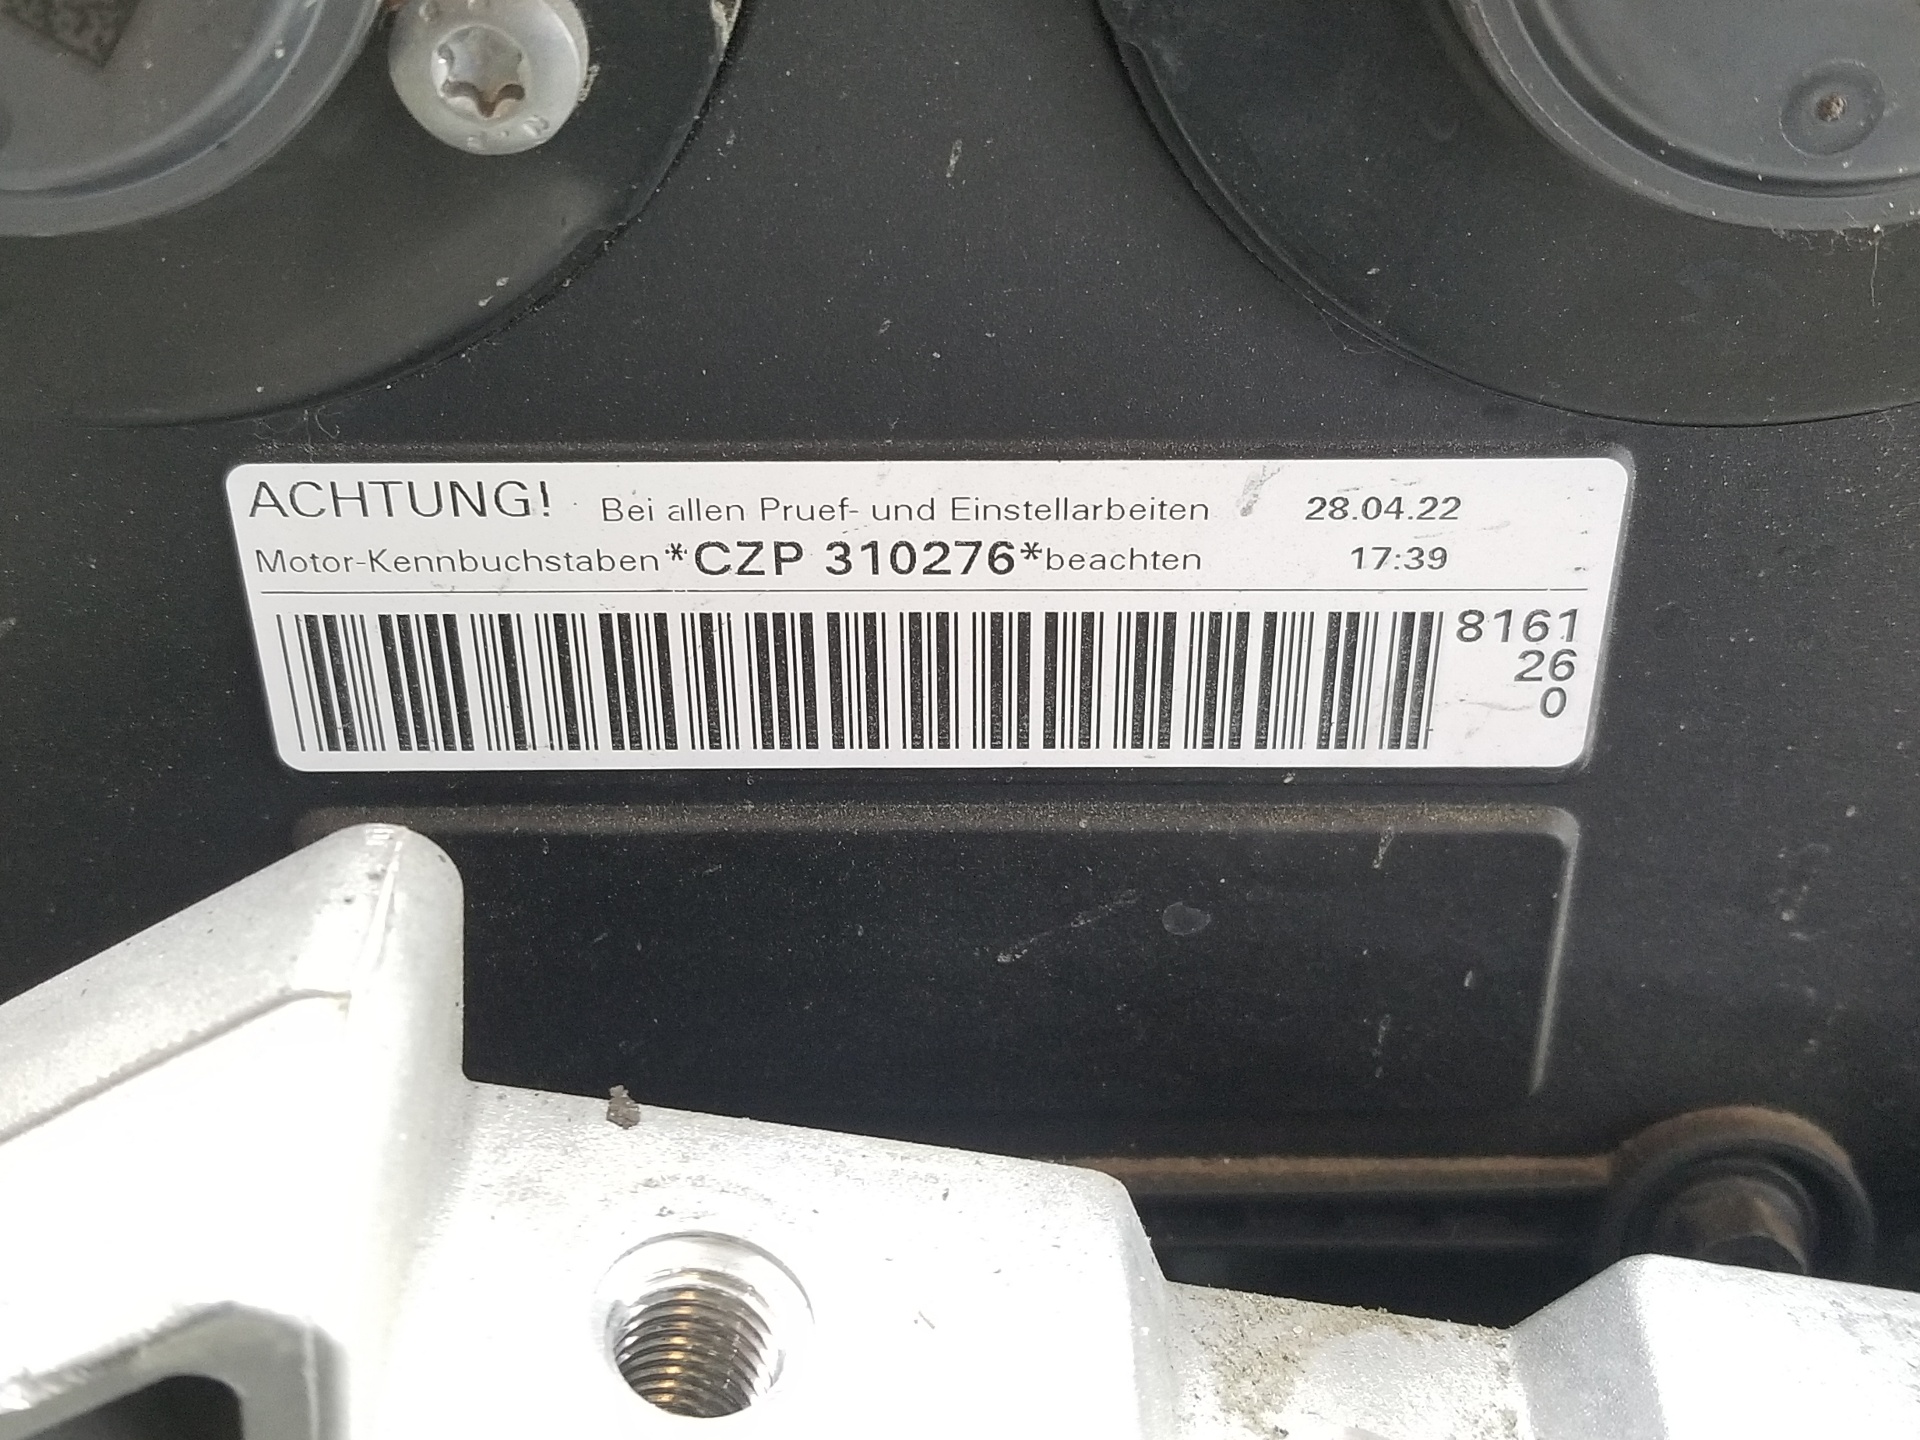 ACHTUNG! Bei allen Pruef- und Einstellarbeiten 28.04.22
Motor-Kennbuchstaben *CZP 310276* beachten 17:39
8161
26
0